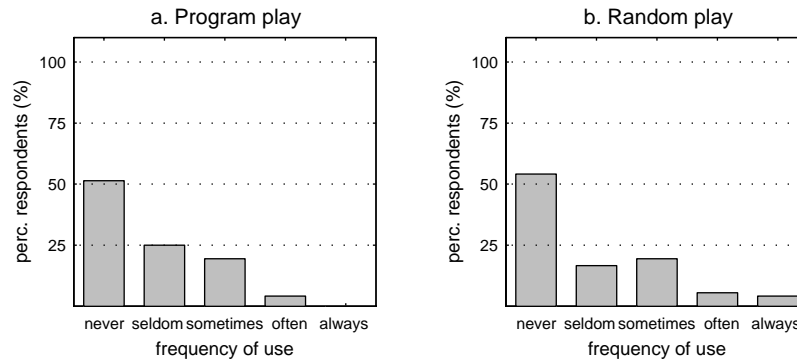 a. Program play
perc. respondents (%)
100
75
50
25
never seldom sometimes often always
frequency of use
b. Random play
perc. respondents (%)
100
75
50
25
never seldom sometimes often always
frequency of use